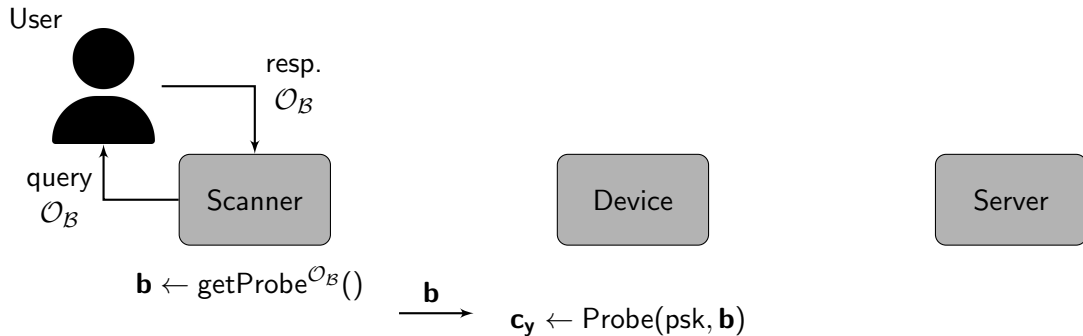 User
resp.
𝒪_ℬ
query
𝒪_ℬ
Scanner
Device
Server
𝐛 ← getProbe^{𝒪_ℬ}()
𝐛
𝐜_𝐲 ← Probe(psk, 𝐛)